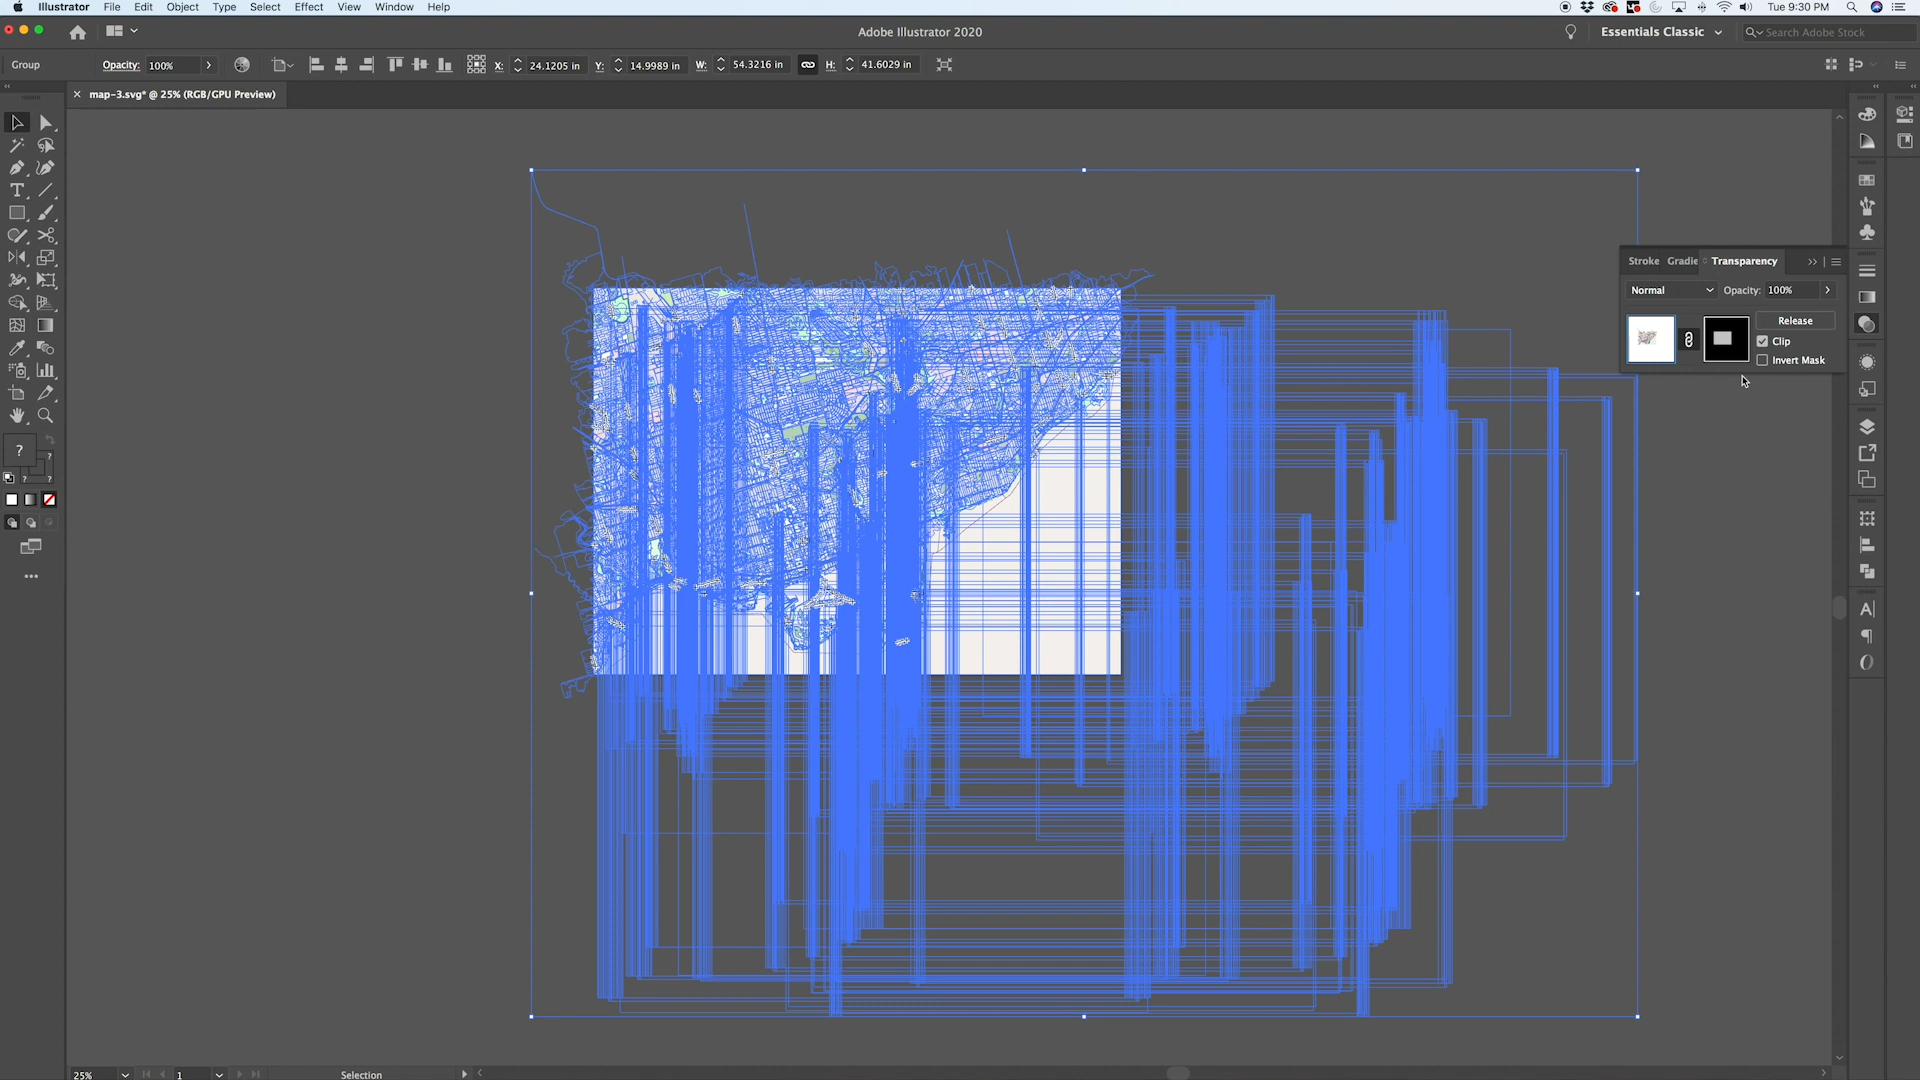 Illustrator File Edit Object Type Select Effect View Window Help
Tue 9:30 PM
Adobe Illustrator 2020
Essentials Classic
Search Adobe Stock
Group
Opacity: 100%
X: 24.1205 in
Y: 14.9989 in
W: 54.3216 in
H: 41.6029 in
× map-3.svg* @ 25% (RGB/GPU Preview)
Stroke Gradie Transparency
Normal
Opacity: 100%
Release
Clip
Invert Mask
?
?
?
?
25%
1
Selection